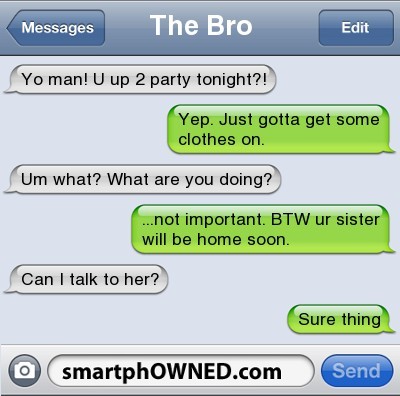 Messages
The Bro
Edit
Yo man! U up 2 party tonight?!
Yep. Just gotta get some
clothes on.
Um what? What are you doing?
...not important. BTW ur sister
will be home soon.
Can I talk to her?
Sure thing
smartphOWNED.com
Send